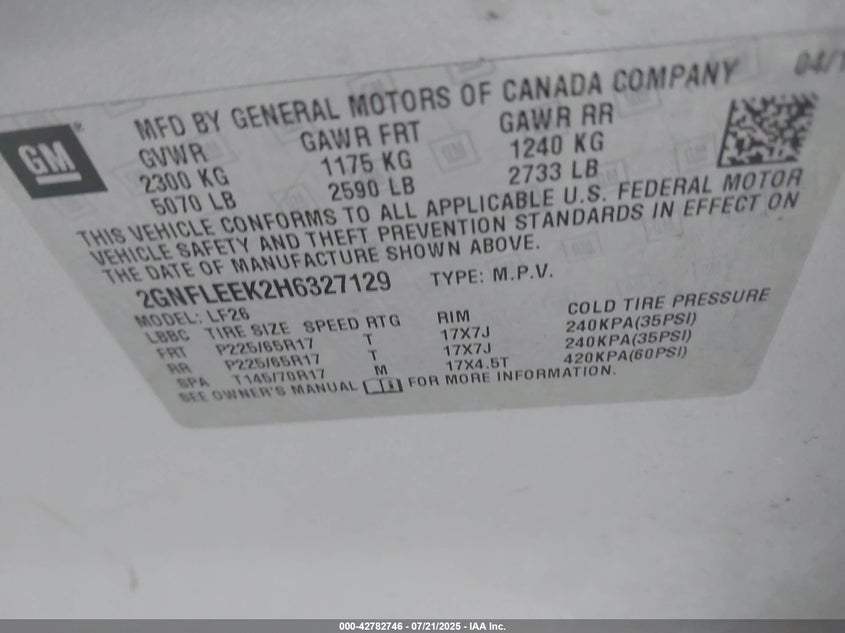 MFD BY GENERAL MOTORS OF CANADA COMPANY 04/1
GM®
GVWR GAWR FRT GAWR RR
2300 KG 1175 KG 1240 KG
5070 LB 2590 LB 2733 LB
THIS VEHICLE CONFORMS TO ALL APPLICABLE U.S. FEDERAL MOTOR
VEHICLE SAFETY AND THEFT PREVENTION STANDARDS IN EFFECT ON
THE DATE OF MANUFACTURE SHOWN ABOVE.
2GNFLEEK2H6327129 TYPE: M.P.V.
MODEL: LF26
LBBC TIRE SIZE SPEED RTG RIM COLD TIRE PRESSURE
FRT P225/65R17 T 17X7J 240KPA(35PSI)
RR P225/65R17 T 17X7J 240KPA(35PSI)
SPA T145/70R17 M 17X4.5T 420KPA(60PSI)
SEE OWNER'S MANUAL FOR MORE INFORMATION.
000-42782746 - 07/21/2025 - IAA Inc.